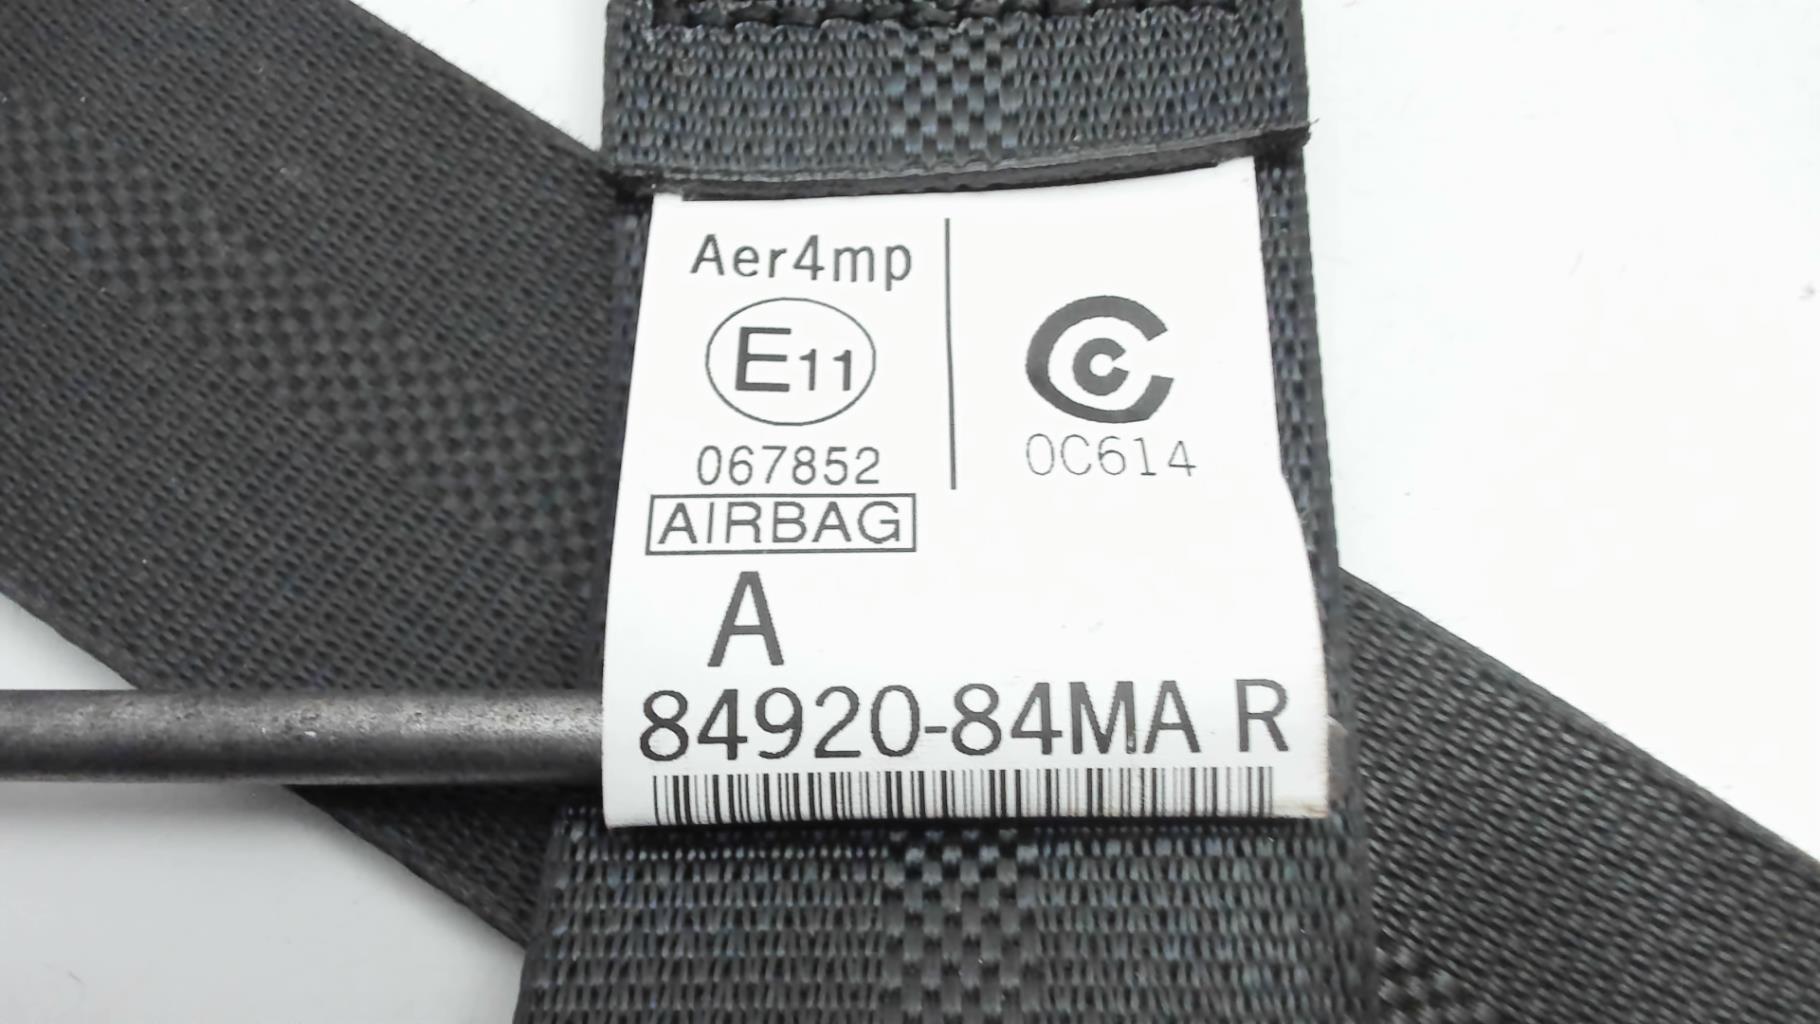 Aer4mp
E11
067852
0C614
AIRBAG
A
84920-84MA R